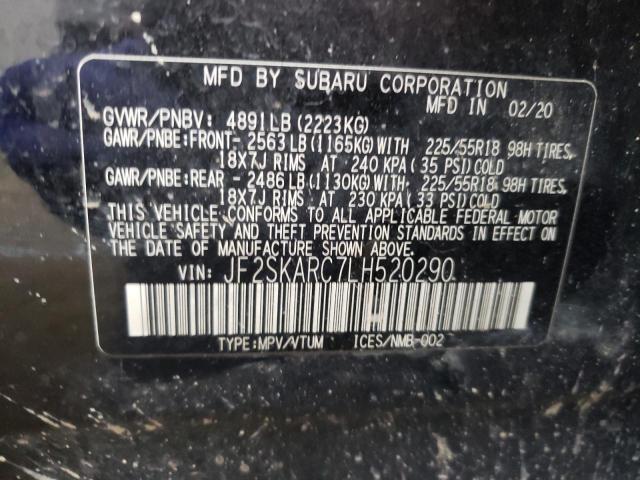 MFD BY SUBARU CORPORATION
MFD IN 02/20
GVWR/PNBV: 4891LB (2223KG)
GAWR/PNBE:FRONT- 2563LB (1165KG) WITH 225/55R18 98H TIRES,
18X7J RIMS AT 240 KPA (35 PSI) COLD
GAWR/PNBE:REAR - 2486LB (1130KG) WITH 225/55R18 98H TIRES,
18X7J RIMS AT 230 KPA (33 PSI) COLD
THIS VEHICLE CONFORMS TO ALL APPLICABLE FEDERAL MOTOR
VEHICLE SAFETY AND THEFT PREVENTION STANDARDS IN EFFECT ON
THE DATE OF MANUFACTURE SHOWN ABOVE.
VIN: JF2SKARC7LH520290
TYPE:MPV/VTUM ICES/NMB-002